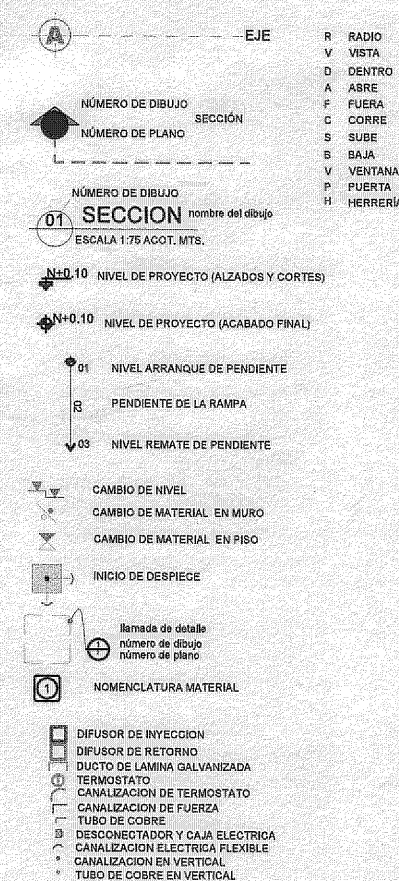 A EJE
NÚMERO DE DIBUJO
SECCIÓN
NÚMERO DE PLANO
NÚMERO DE DIBUJO
01 SECCION nombre del dibujo
ESCALA 1:75 ACOT. MTS.
N+0.10 NIVEL DE PROYECTO (ALZADOS Y CORTES)
N+0.10 NIVEL DE PROYECTO (ACABADO FINAL)
01 NIVEL ARRANQUE DE PENDIENTE
02 PENDIENTE DE LA RAMPA
03 NIVEL REMATE DE PENDIENTE
CAMBIO DE NIVEL
CAMBIO DE MATERIAL EN MURO
CAMBIO DE MATERIAL EN PISO
INICIO DE DESPIECE
llamada de detalle
1 número de dibujo
número de plano
1 NOMENCLATURA MATERIAL
DIFUSOR DE INYECCION
DIFUSOR DE RETORNO
DUCTO DE LAMINA GALVANIZADA
TERMOSTATO
CANALIZACION DE TERMOSTATO
CANALIZACION DE FUERZA
TUBO DE COBRE
DESCONECTADOR Y CAJA ELECTRICA
CANALIZACION ELECTRICA FLEXIBLE
CANALIZACION EN VERTICAL
TUBO DE COBRE EN VERTICAL
R RADIO
V VISTA
D DENTRO
A ABRE
F FUERA
C CORRE
S SUBE
B BAJA
V VENTANA
P PUERTA
H HERRERÍA